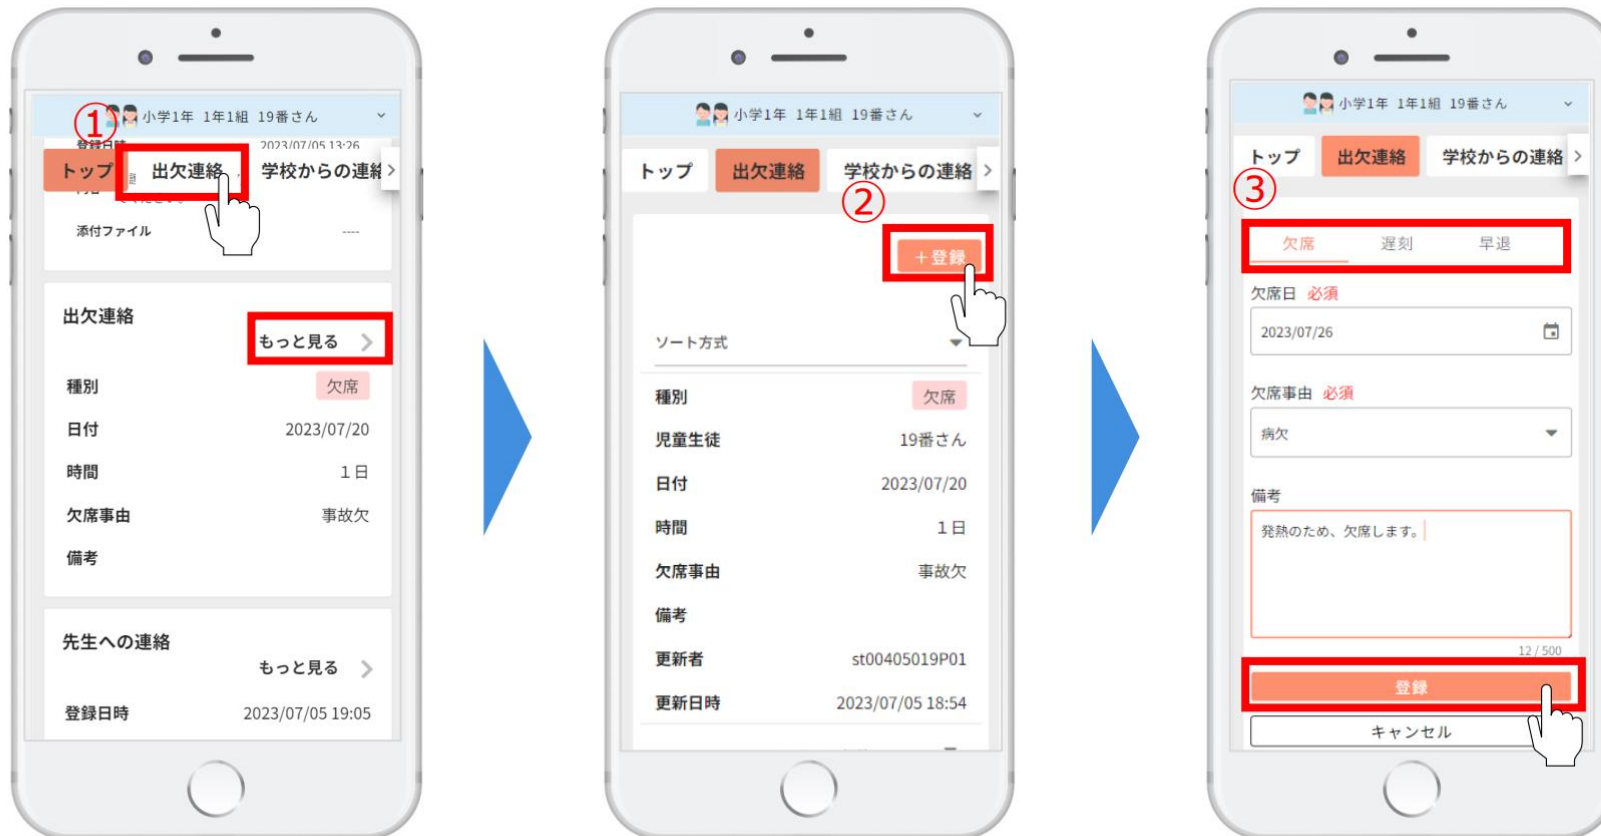 小学1年 1年1組 19番さん
①
登録日時 2023/07/05 13:26
トップ 出欠連絡 学校からの連絡
添付ファイル ----
出欠連絡
もっと見る
種別 欠席
日付 2023/07/20
時間 1日
欠席事由 事故欠
備考
先生への連絡
もっと見る
登録日時 2023/07/05 19:05
小学1年 1年1組 19番さん
トップ 出欠連絡 学校からの連絡
②
+登録
ソート方式
種別 欠席
児童生徒 19番さん
日付 2023/07/20
時間 1日
欠席事由 事故欠
備考
更新者 st00405019P01
更新日時 2023/07/05 18:54
小学1年 1年1組 19番さん
トップ 出欠連絡 学校からの連絡
③
欠席 遅刻 早退
欠席日 必須
2023/07/26
欠席事由 必須
病欠
備考
発熱のため、欠席します。
12 / 500
登録
キャンセル